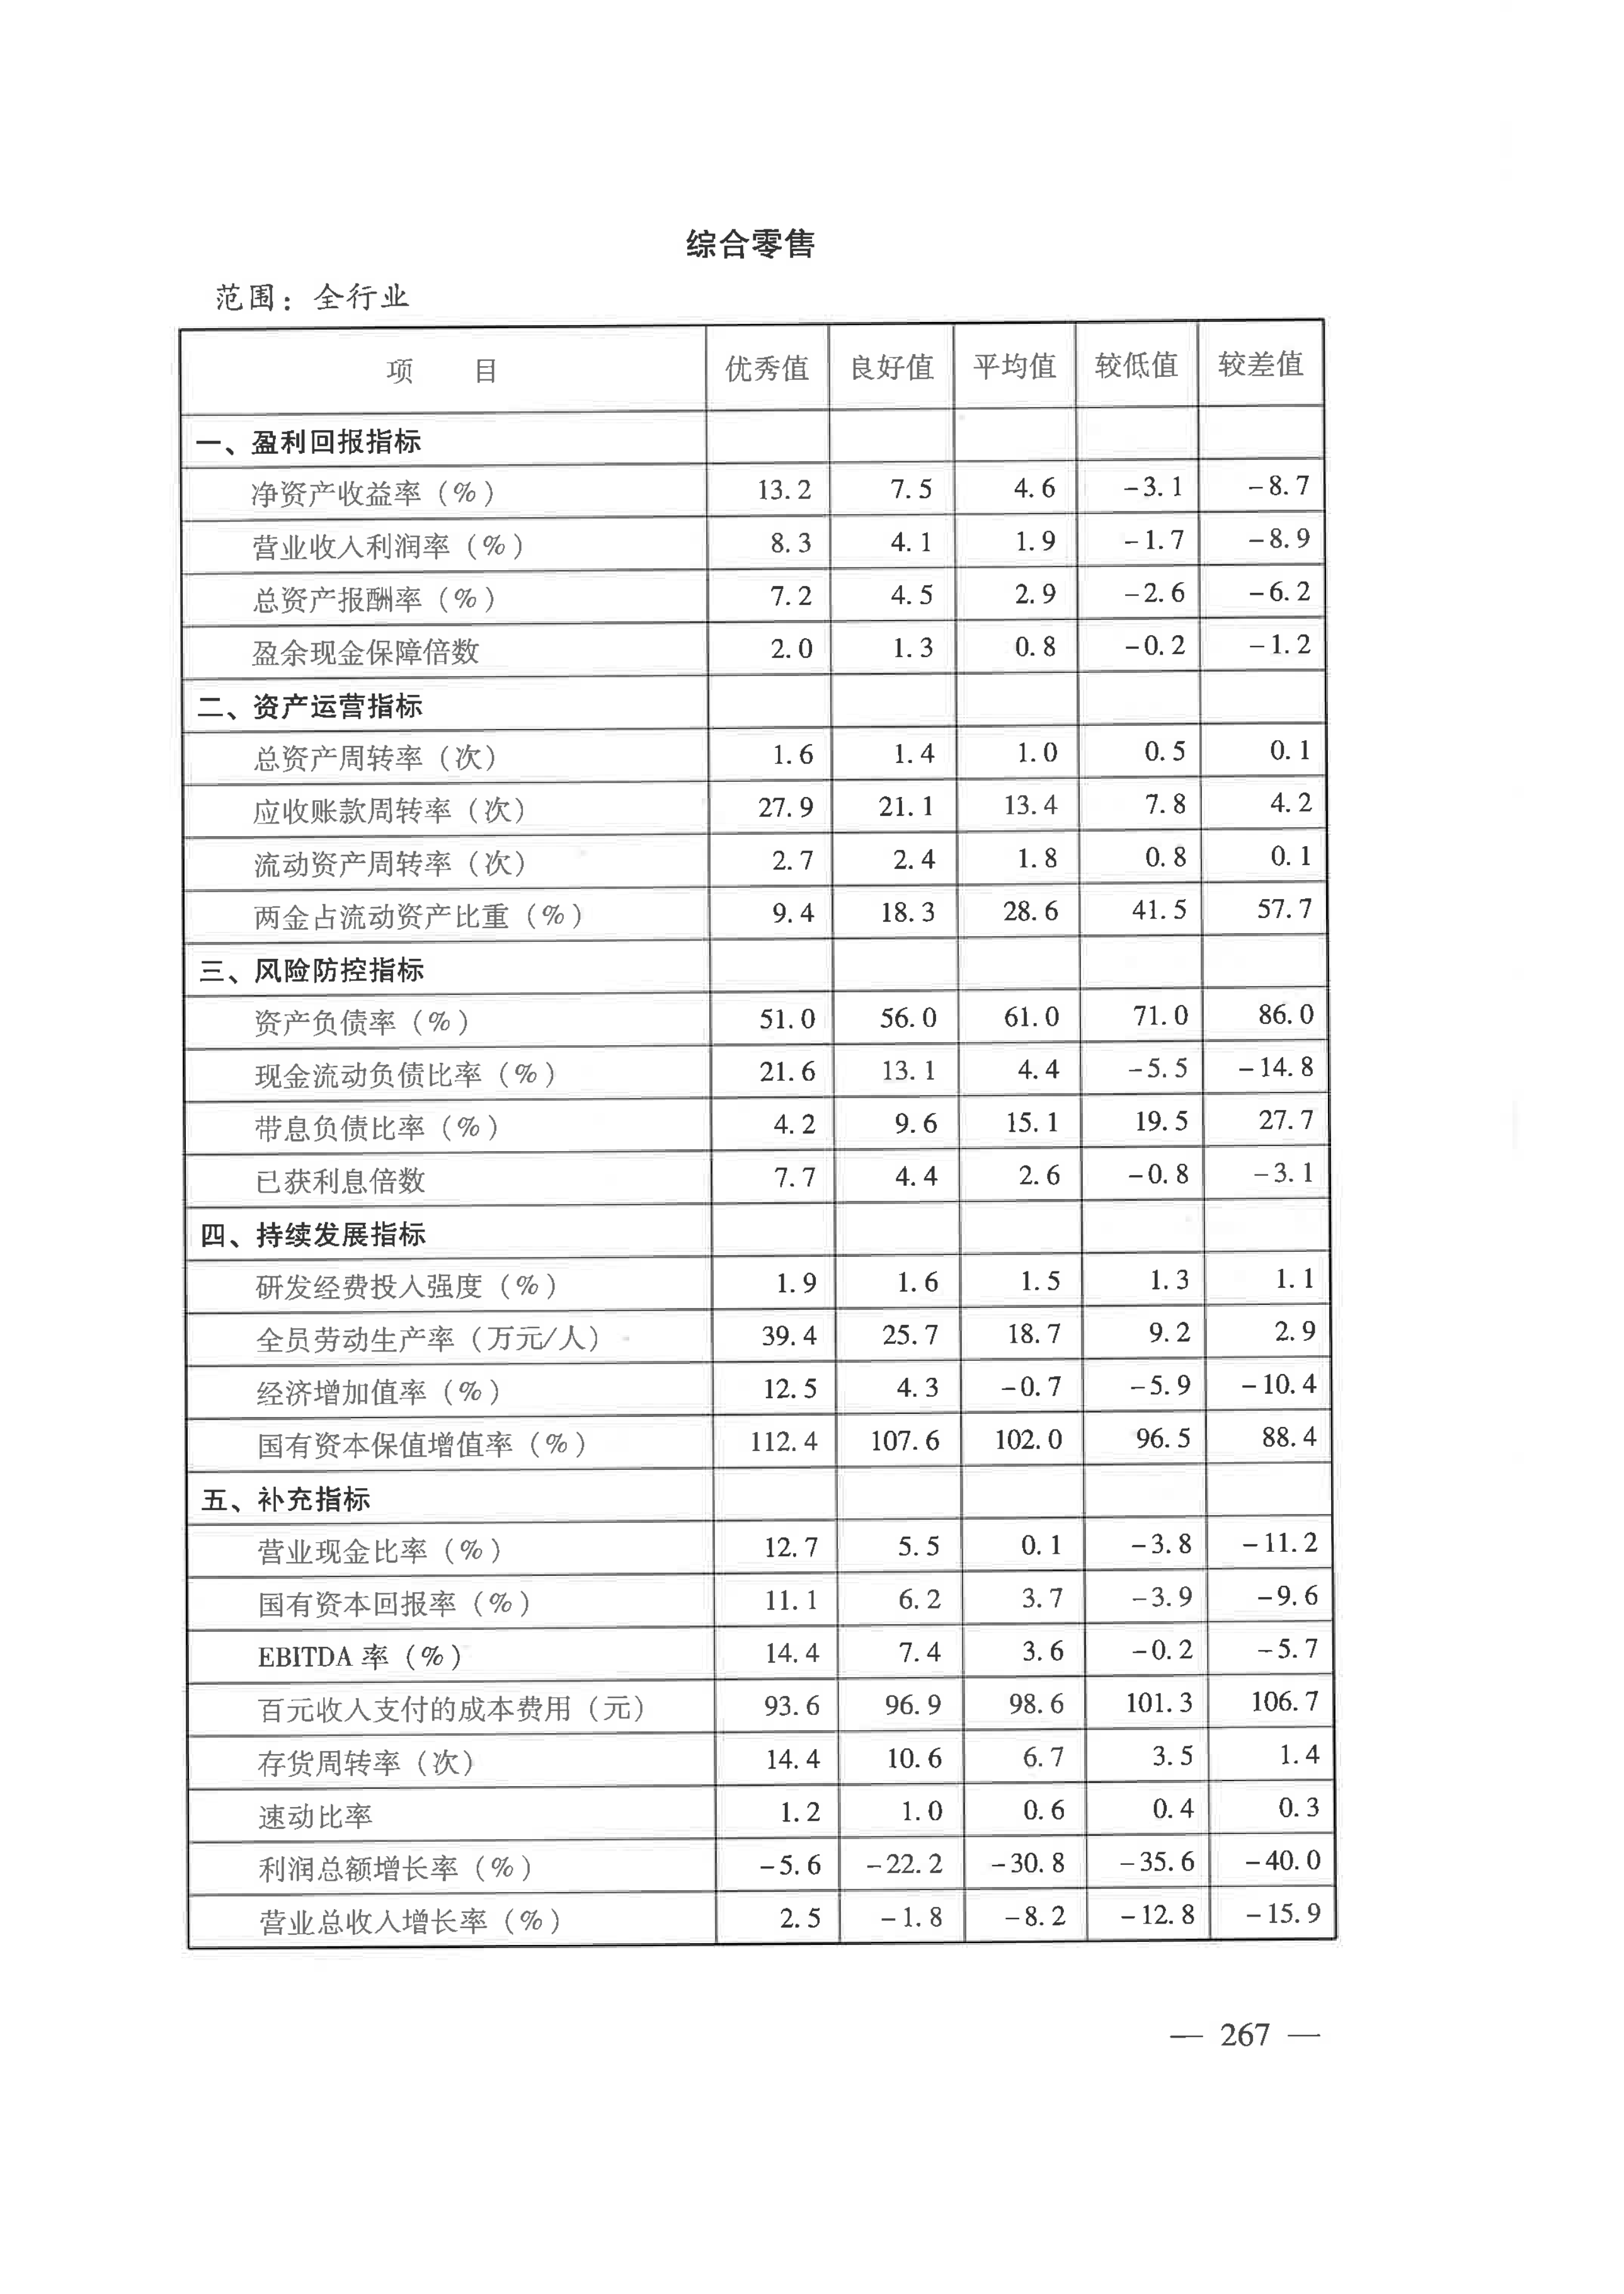 综合零售
范围：全行业
项 目 优秀值 良好值 平均值 较低值 较差值
一、盈利回报指标
净资产收益率（%） 13.2 7.5 4.6 -3.1 -8.7
营业收入利润率（%） 8.3 4.1 1.9 -1.7 -8.9
总资产报酬率（%） 7.2 4.5 2.9 -2.6 -6.2
盈余现金保障倍数 2.0 1.3 0.8 -0.2 -1.2
二、资产运营指标
总资产周转率（次） 1.6 1.4 1.0 0.5 0.1
应收账款周转率（次） 27.9 21.1 13.4 7.8 4.2
流动资产周转率（次） 2.7 2.4 1.8 0.8 0.1
两金占流动资产比重（%） 9.4 18.3 28.6 41.5 57.7
三、风险防控指标
资产负债率（%） 51.0 56.0 61.0 71.0 86.0
现金流动负债比率（%） 21.6 13.1 4.4 -5.5 -14.8
带息负债比率（%） 4.2 9.6 15.1 19.5 27.7
已获利息倍数 7.7 4.4 2.6 -0.8 -3.1
四、持续发展指标
研发经费投入强度（%） 1.9 1.6 1.5 1.3 1.1
全员劳动生产率（万元/人） 39.4 25.7 18.7 9.2 2.9
经济增加值率（%） 12.5 4.3 -0.7 -5.9 -10.4
国有资本保值增值率（%） 112.4 107.6 102.0 96.5 88.4
五、补充指标
营业现金比率（%） 12.7 5.5 0.1 -3.8 -11.2
国有资本回报率（%） 11.1 6.2 3.7 -3.9 -9.6
EBITDA 率（%） 14.4 7.4 3.6 -0.2 -5.7
百元收入支付的成本费用（元） 93.6 96.9 98.6 101.3 106.7
存货周转率（次） 14.4 10.6 6.7 3.5 1.4
速动比率 1.2 1.0 0.6 0.4 0.3
利润总额增长率（%） -5.6 -22.2 -30.8 -35.6 -40.0
营业总收入增长率（%） 2.5 -1.8 -8.2 -12.8 -15.9
— 267 —